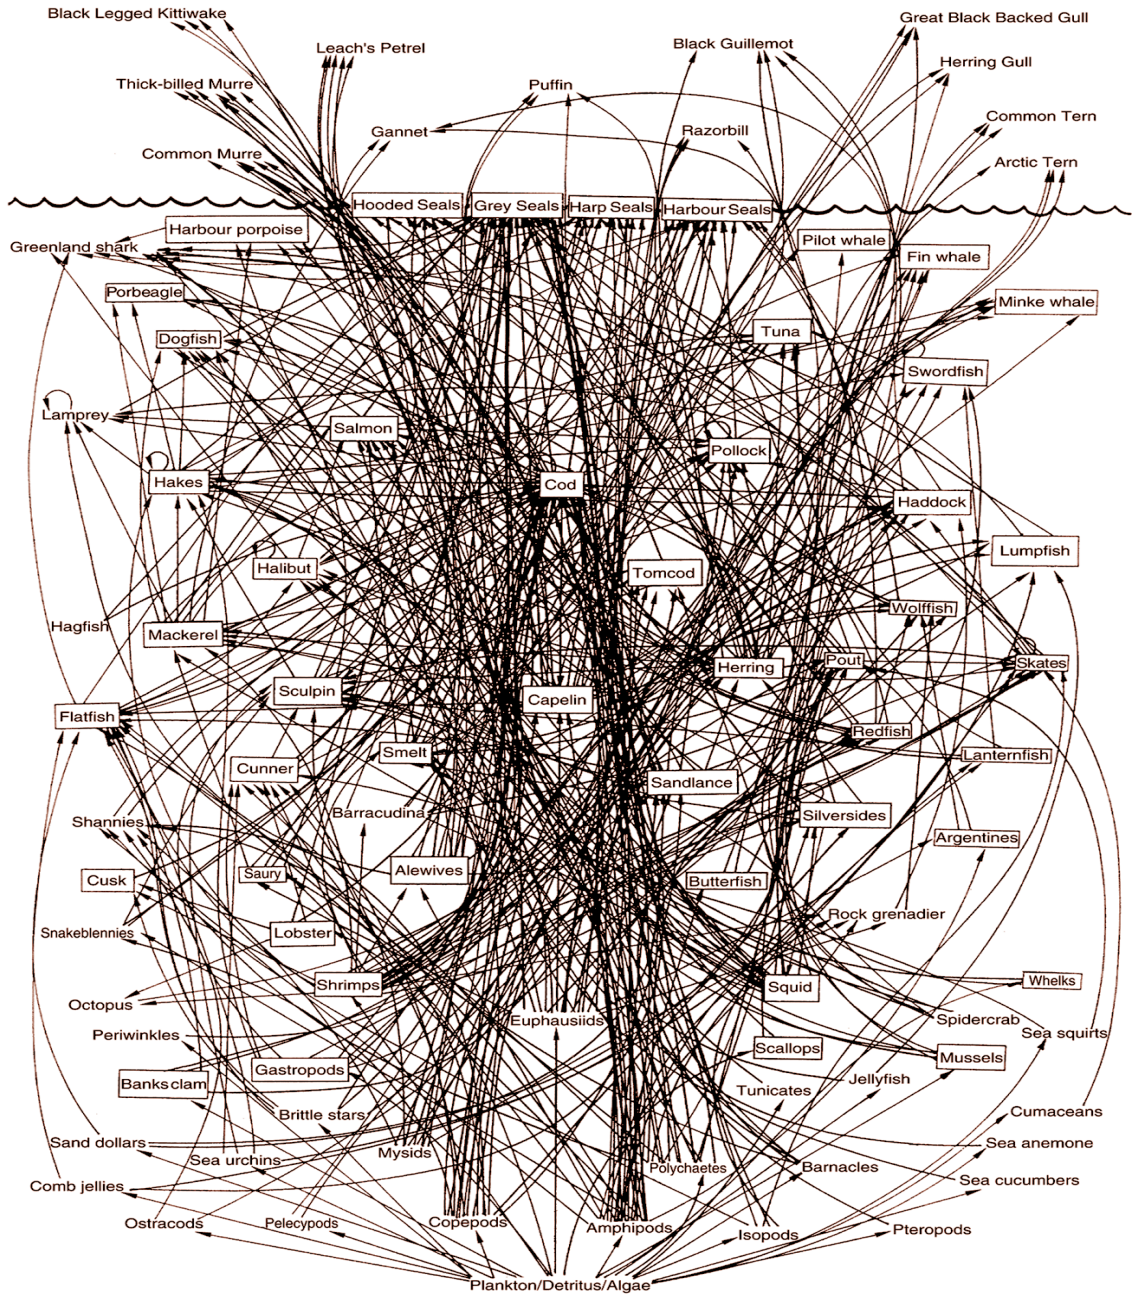 Black Legged Kittiwake
Great Black Backed Gull
Leach's Petrel
Black Guillemot
Herring Gull
Thick-billed Murre
Puffin
Common Tern
Gannet
Razorbill
Common Murre
Arctic Tern
Hooded Seals
Grey Seals
Harp Seals
Harbour Seals
Harbour porpoise
Pilot whale
Greenland shark
Fin whale
Porbeagle
Minke whale
Tuna
Dogfish
Swordfish
Lamprey
Salmon
Pollock
Hakes
Cod
Haddock
Lumpfish
Halibut
Tomcod
Wolffish
Hagfish
Mackerel
Herring
Pout
Skates
Sculpin
Capelin
Flatfish
Redfish
Smelt
Lanternfish
Cunner
Sandlance
Barracudina
Silversides
Shannies
Argentines
Cusk
Saury
Alewives
Butterfish
Rock grenadier
Snakeblennies
Lobster
Shrimps
Squid
Whelks
Octopus
Euphausiids
Spidercrab
Periwinkles
Sea squirts
Scallops
Mussels
Gastropods
Banksclam
Jellyfish
Tunicates
Brittle stars
Cumaceans
Sand dollars
Sea anemone
Mysids
Sea urchins
Polychaetes
Barnacles
Comb jellies
Sea cucumbers
Ostracods
Pelecypods
Copepods
Amphipods
Isopods
Pteropods
Plankton/Detritus/Algae